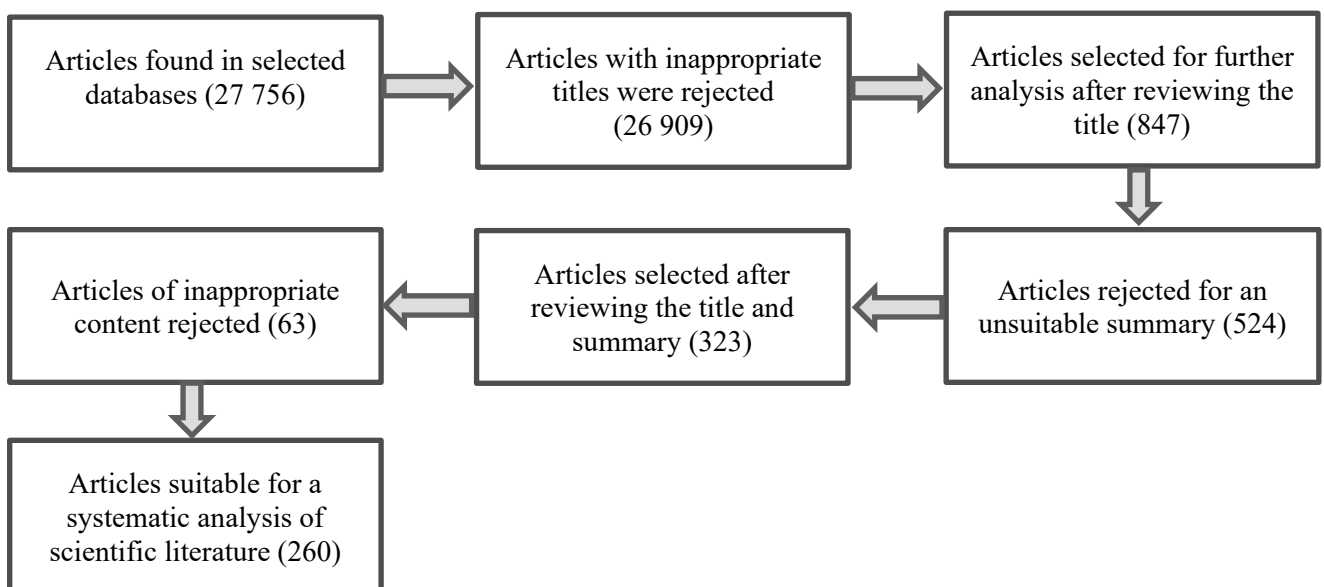 Articles found in selected
databases (27 756)
Articles with inappropriate
titles were rejected
(26 909)
Articles selected for further
analysis after reviewing the
title (847)
Articles rejected for an
unsuitable summary (524)
Articles selected after
reviewing the title and
summary (323)
Articles of inappropriate
content rejected (63)
Articles suitable for a
systematic analysis of
scientific literature (260)